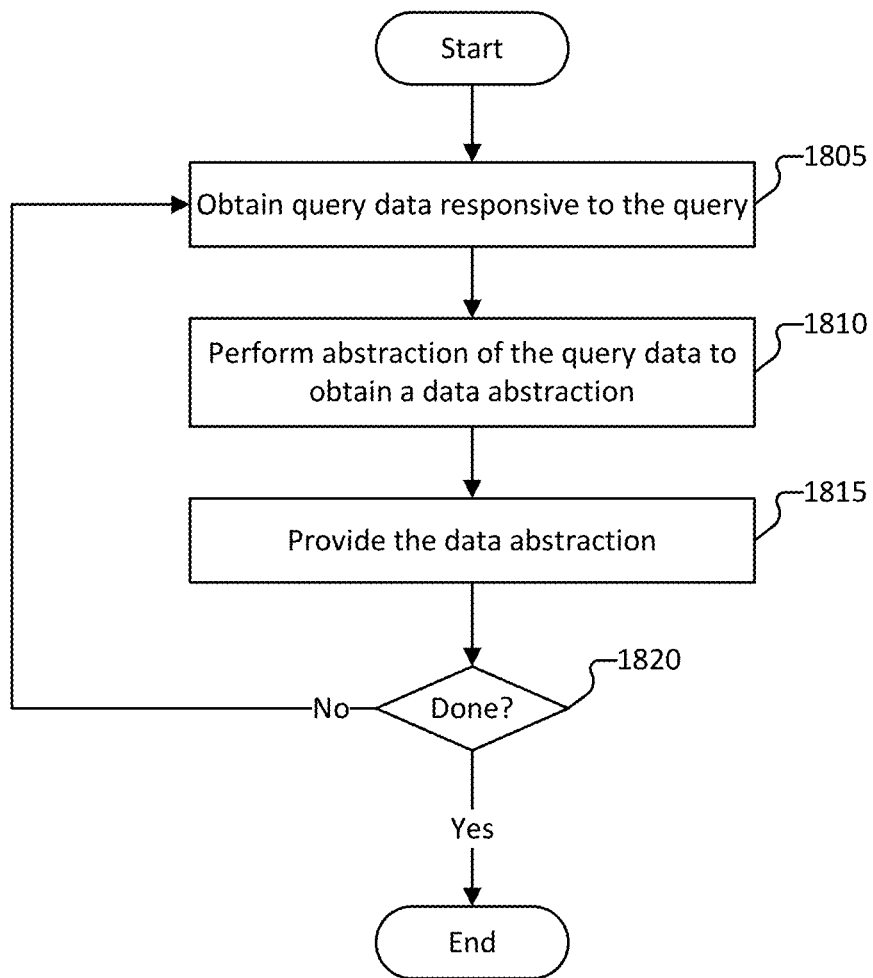 Start
1805
Obtain query data responsive to the query
1810
Perform abstraction of the query data to
obtain a data abstraction
1815
Provide the data abstraction
1820
No
Done?
Yes
End